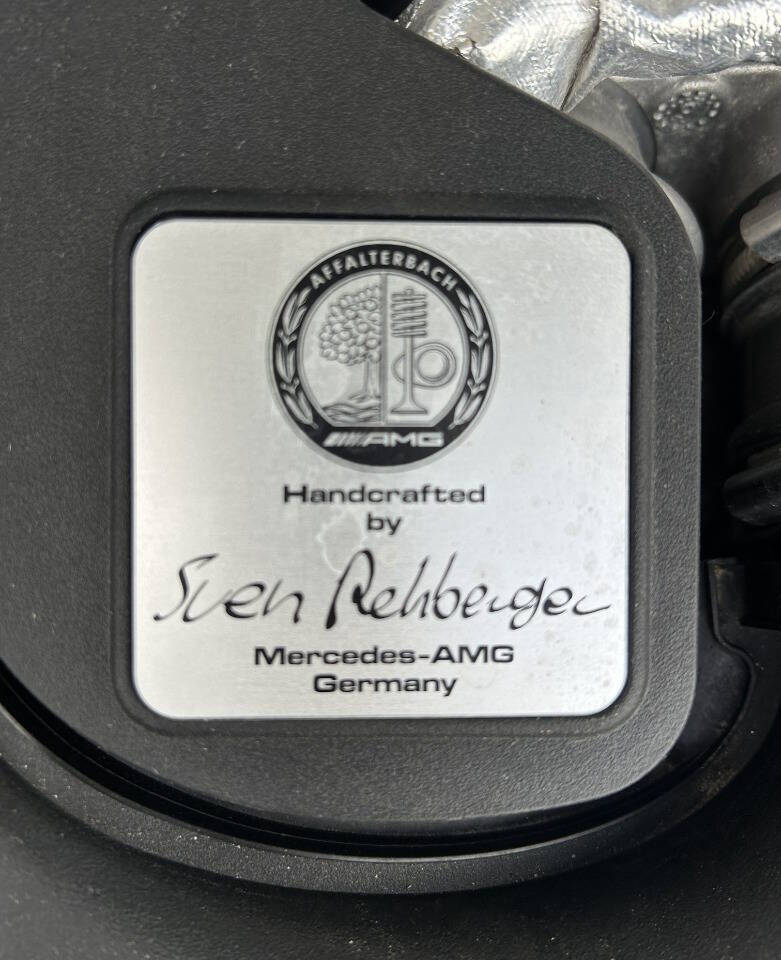 AFFALTERBACH
AMG
Handcrafted
by
Sven Rehberger
Mercedes-AMG
Germany